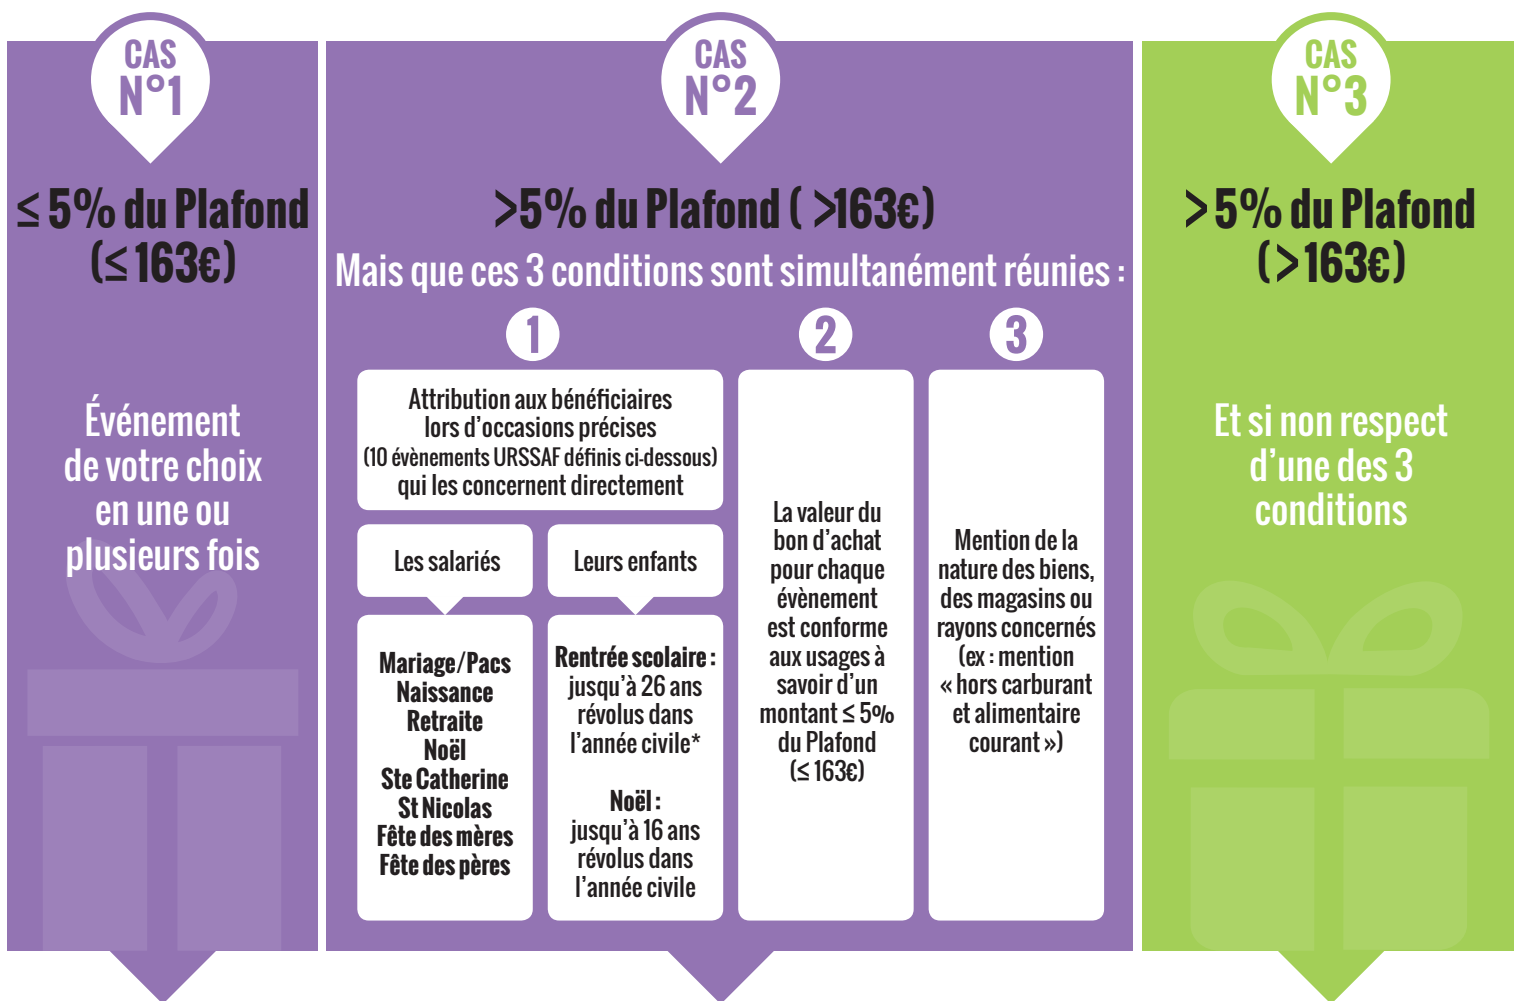 CAS
N°1
≤ 5% du Plafond
(≤ 163€)
Événement
de votre choix
en une ou
plusieurs fois
CAS
N°2
>5% du Plafond ( >163€)
Mais que ces 3 conditions sont simultanément réunies :
1
Attribution aux bénéficiaires
lors d’occasions précises
(10 évènements URSSAF définis ci-dessous)
qui les concernent directement
Les salariés
Mariage/Pacs
Naissance
Retraite
Noël
Ste Catherine
St Nicolas
Fête des mères
Fête des pères
Leurs enfants
Rentrée scolaire :
jusqu’à 26 ans
révolus dans
l’année civile*
Noël :
jusqu’à 16 ans
révolus dans
l’année civile
2
La valeur du
bon d’achat
pour chaque
évènement
est conforme
aux usages à
savoir d’un
montant ≤ 5%
du Plafond
(≤ 163€)
3
Mention de la
nature des biens,
des magasins ou
rayons concernés
(ex : mention
« hors carburant
et alimentaire
courant »)
CAS
N°3
> 5% du Plafond
( > 163€)
Et si non respect
d’une des 3
conditions